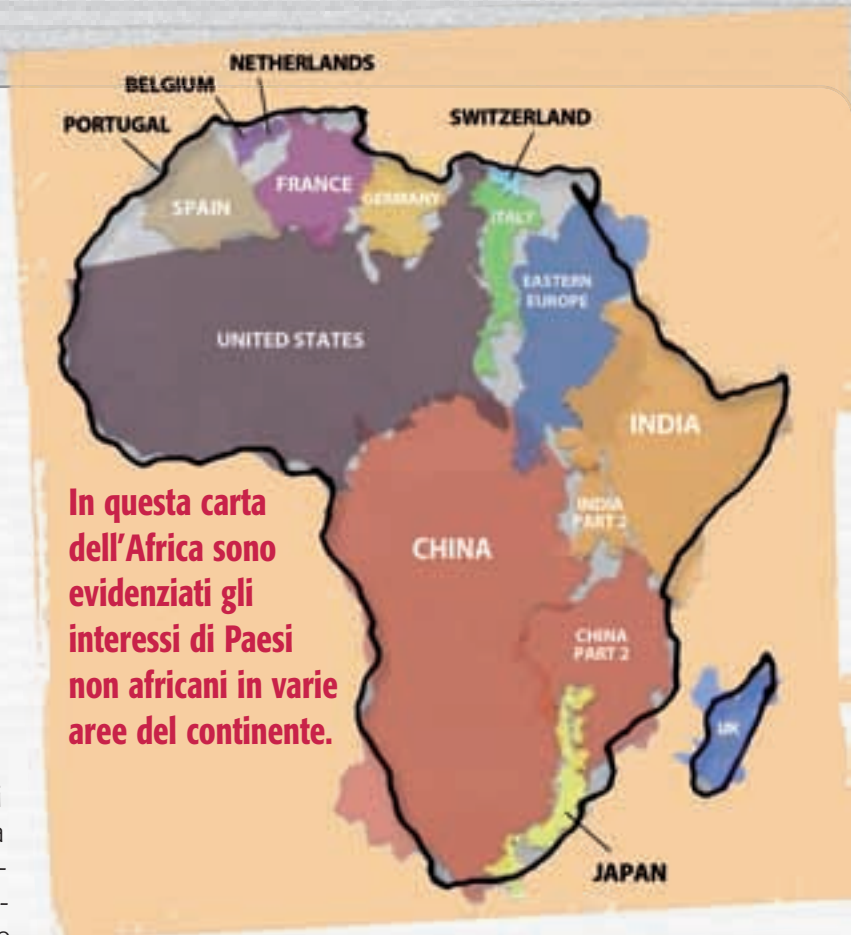 NETHERLANDS
BELGIUM
PORTUGAL
SWITZERLAND
FRANCE
GERMANY
SPAIN
ITALY
EASTERN
EUROPE
UNITED STATES
INDIA
In questa carta
dell'Africa sono
evidenziati gli
interessi di Paesi
non africani in varie
aree del continente.
INDIA
PART 2
CHINA
CHINA
PART 2
UK
JAPAN